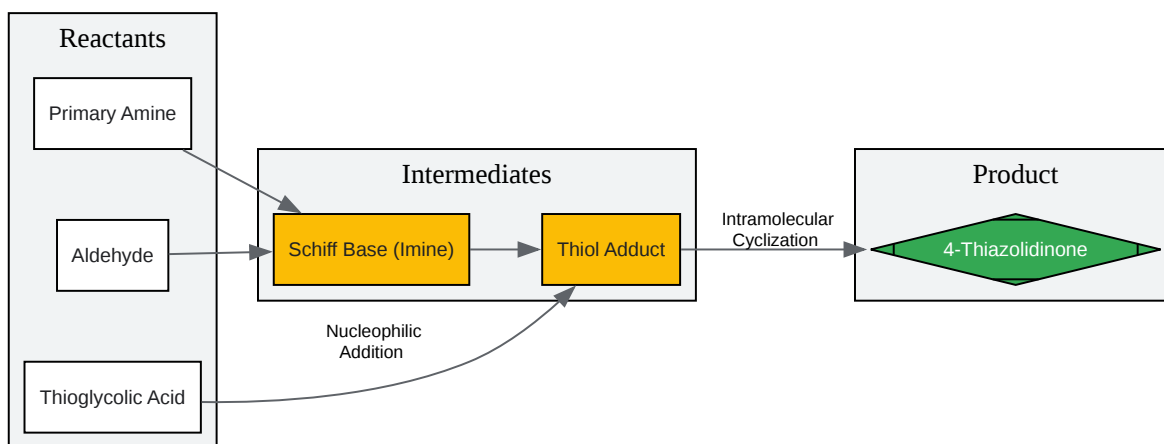 Reactants
Primary Amine
Aldehyde
Thioglycolic Acid
Intermediates
Schiff Base (Imine)
Thiol Adduct
Nucleophilic
Addition
Intramolecular
Cyclization
Product
4-Thiazolidinone